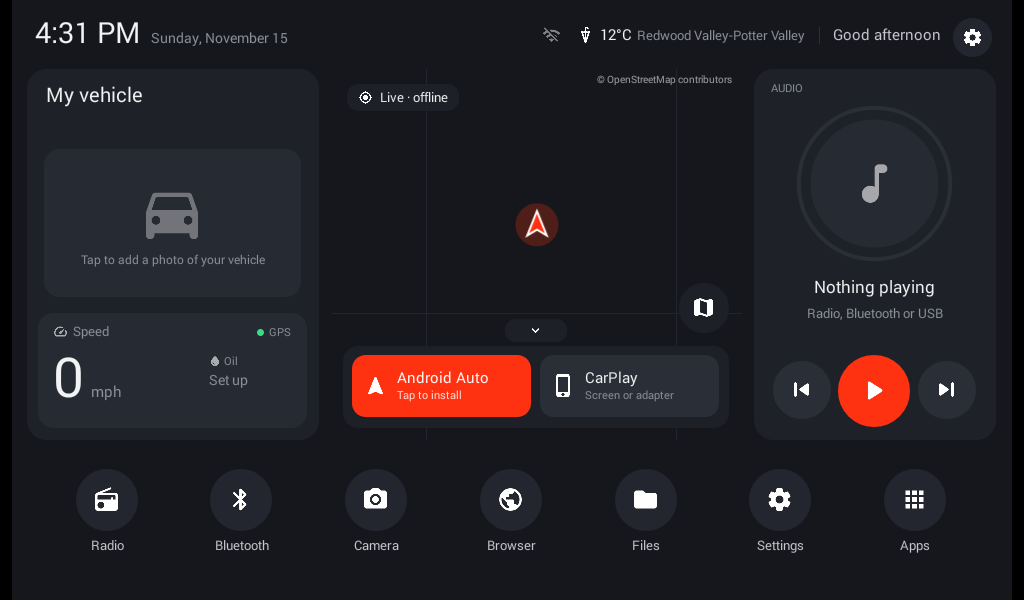 4:31 PM Sunday, November 15
12°C Redwood Valley-Potter Valley
Good afternoon
My vehicle
Tap to add a photo of your vehicle
Speed
GPS
0 mph
Oil
Set up
© OpenStreetMap contributors
Live · offline
Android Auto
Tap to install
CarPlay
Screen or adapter
AUDIO
Nothing playing
Radio, Bluetooth or USB
Radio
Bluetooth
Camera
Browser
Files
Settings
Apps